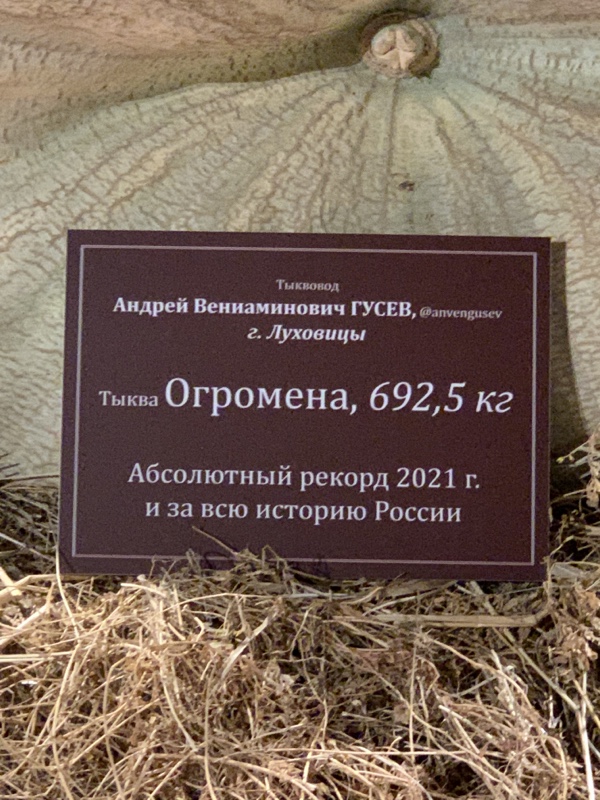 Тыквовод
Андрей Вениаминович ГУСЕВ, @anvengusev
г. Луховицы
Тыква Огромена, 692,5 кг
Абсолютный рекорд 2021 г.
и за всю историю России